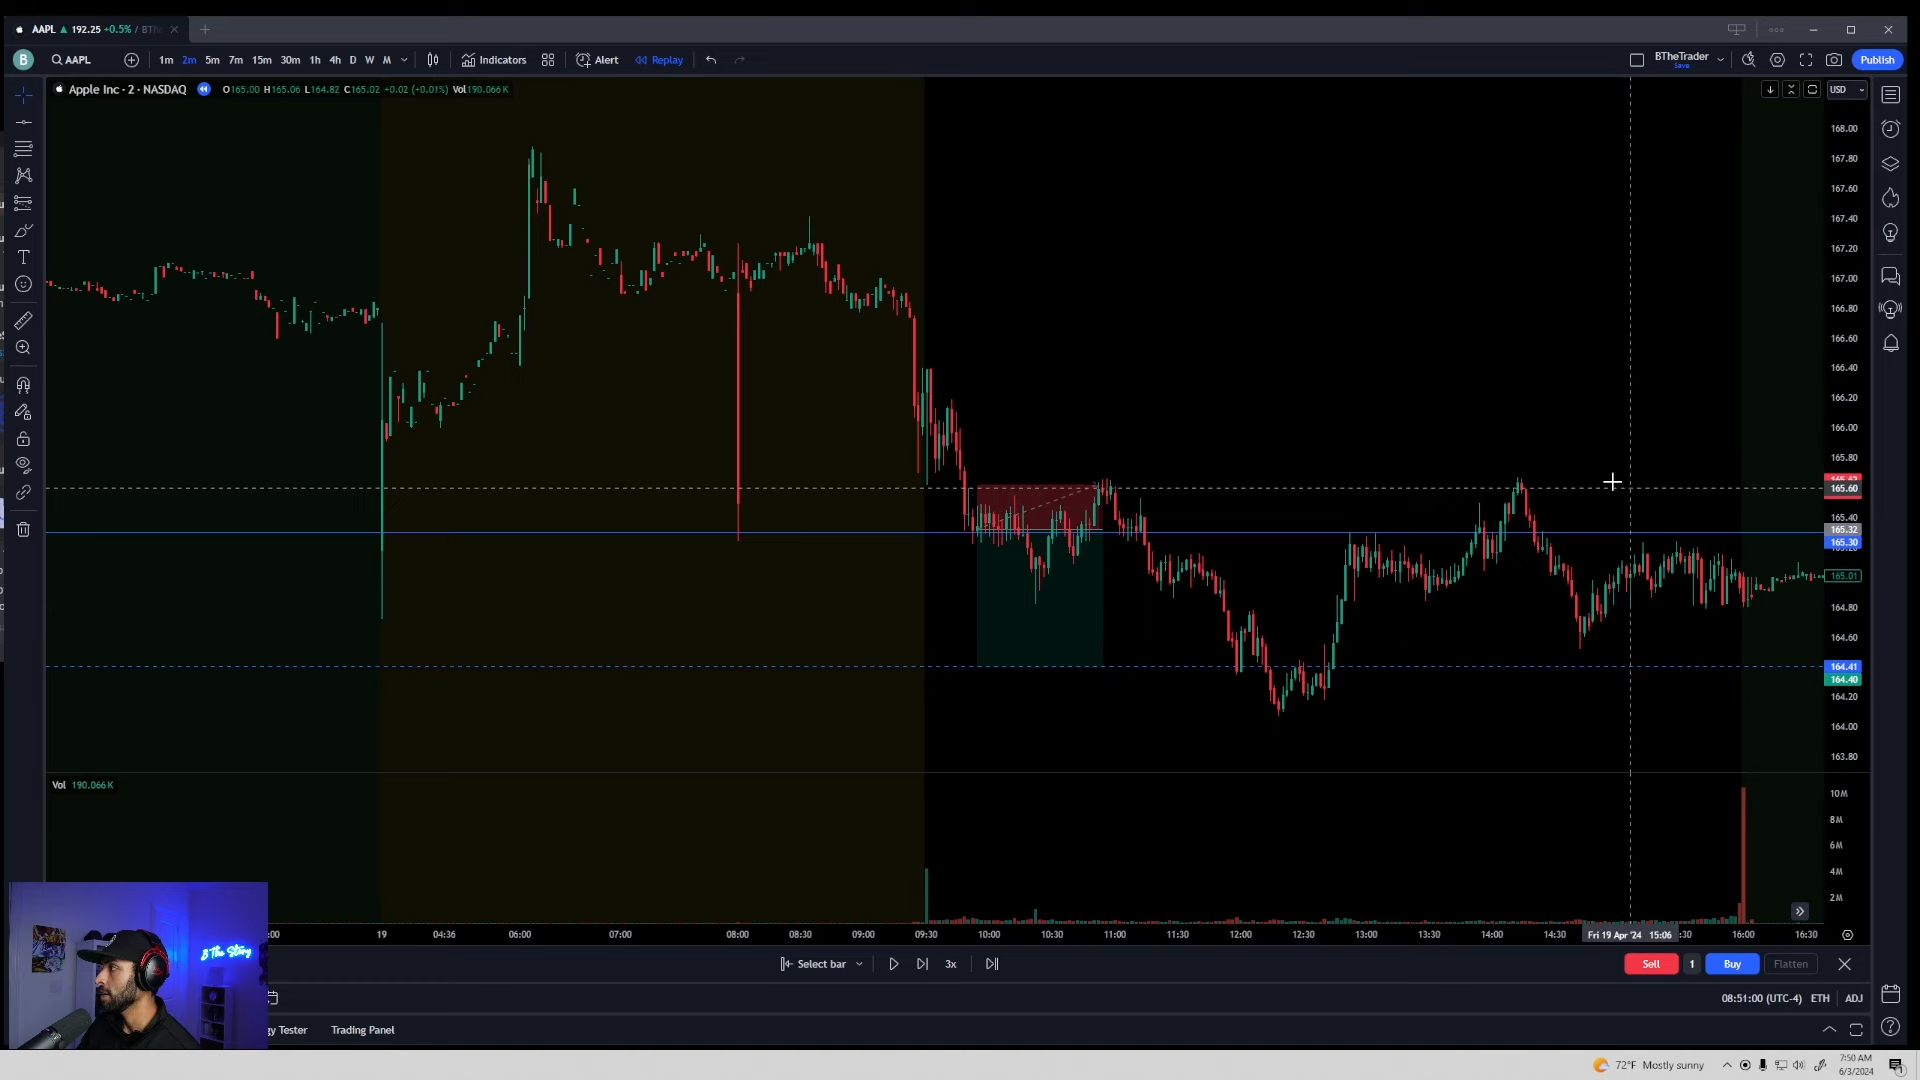 AAPL ▲ 192.25 +0.5% / BThe
B AAPL 1m 2m 5m 7m 15m 30m 1h 4h D W M Indicators Alert Replay BTheTrader Save Publish
Apple Inc · 2 · NASDAQ O165.00 H165.06 L164.82 C165.02 +0.02 (+0.01%) Vol190.066K USD
168.00
167.80
167.60
167.40
167.20
167.00
166.80
166.60
166.40
166.20
166.00
165.80
165.60
165.40
165.32
165.30
165.01
164.80
164.60
164.41
164.40
164.20
164.00
163.80
Vol 190.066K
10M
8M
6M
4M
2M
:00 19 04:36 06:00 07:00 08:00 08:30 09:00 09:30 10:00 10:30 11:00 11:30 12:00 12:30 13:00 13:30 14:00 14:30 Fri 19 Apr '24 15:06 :30 16:00 16:30
B The Story
Select bar 3x Sell 1 Buy Flatten
08:51:00 (UTC-4) ETH ADJ
gy Tester Trading Panel
72°F Mostly sunny 7:50 AM
6/3/2024